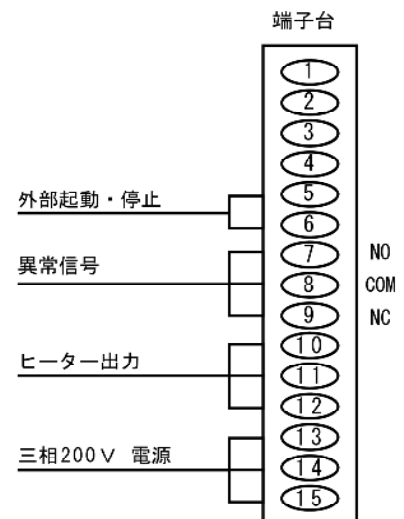 端子台
1
2
3
4
外部起動・停止 5
6
異常信号 7 NO
8 COM
9 NC
10
ヒーター出力 11
12
13
三相200V 電源 14
15